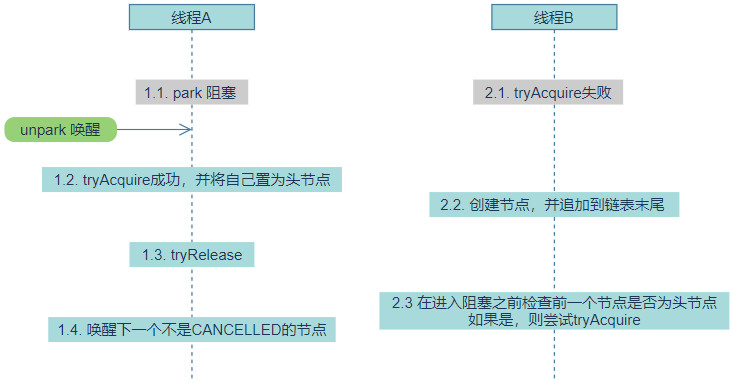 线程A
线程B
1.1. park 阻塞
2.1. tryAcquire失败
unpark 唤醒
1.2. tryAcquire成功，并将自己置为头节点
2.2. 创建节点，并追加到链表末尾
1.3. tryRelease
2.3 在进入阻塞之前检查前一个节点是否为头节点
如果是，则尝试tryAcquire
1.4. 唤醒下一个不是CANCELLED的节点